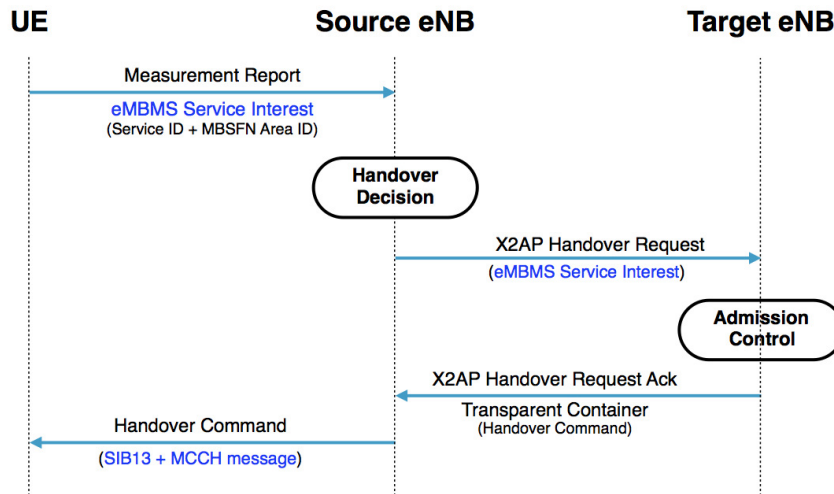 UE
Source eNB
Target eNB
Measurement Report
eMBMS Service Interest
(Service ID + MBSFN Area ID)
Handover
Decision
X2AP Handover Request
(eMBMS Service Interest)
Admission
Control
X2AP Handover Request Ack
Transparent Container
(Handover Command)
Handover Command
(SIB13 + MCCH message)